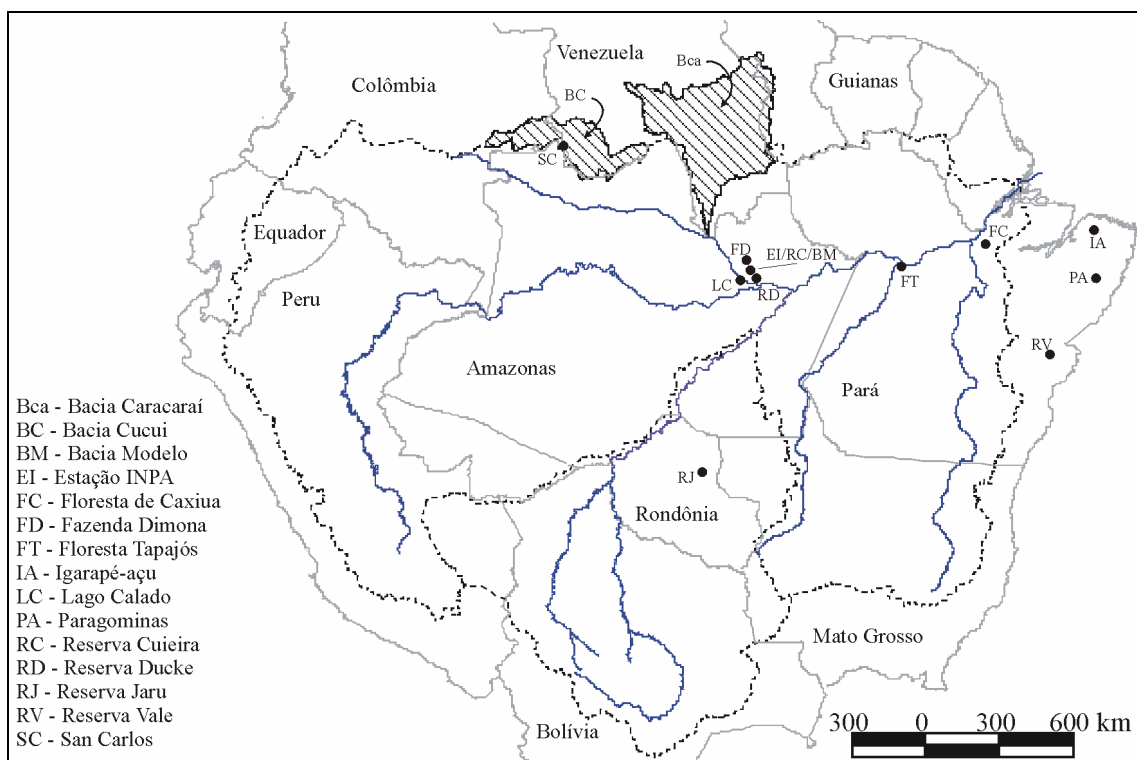 Venezuela
Bca
Colômbia
Guianas
BC
SC
Equador
FD
EI/RC/BM
FC
IA
Peru
LC
RD
FT
PA
RV
Amazonas
Pará
RJ
Rondônia
Mato Grosso
Bolívia
Bca - Bacia Caracaraí
BC - Bacia Cucui
BM - Bacia Modelo
EI - Estação INPA
FC - Floresta de Caxiua
FD - Fazenda Dimona
FT - Floresta Tapajós
IA - Igarapé-açu
LC - Lago Calado
PA - Paragominas
RC - Reserva Cuieira
RD - Reserva Ducke
RJ - Reserva Jaru
RV - Reserva Vale
SC - San Carlos
300 0 300 600 km